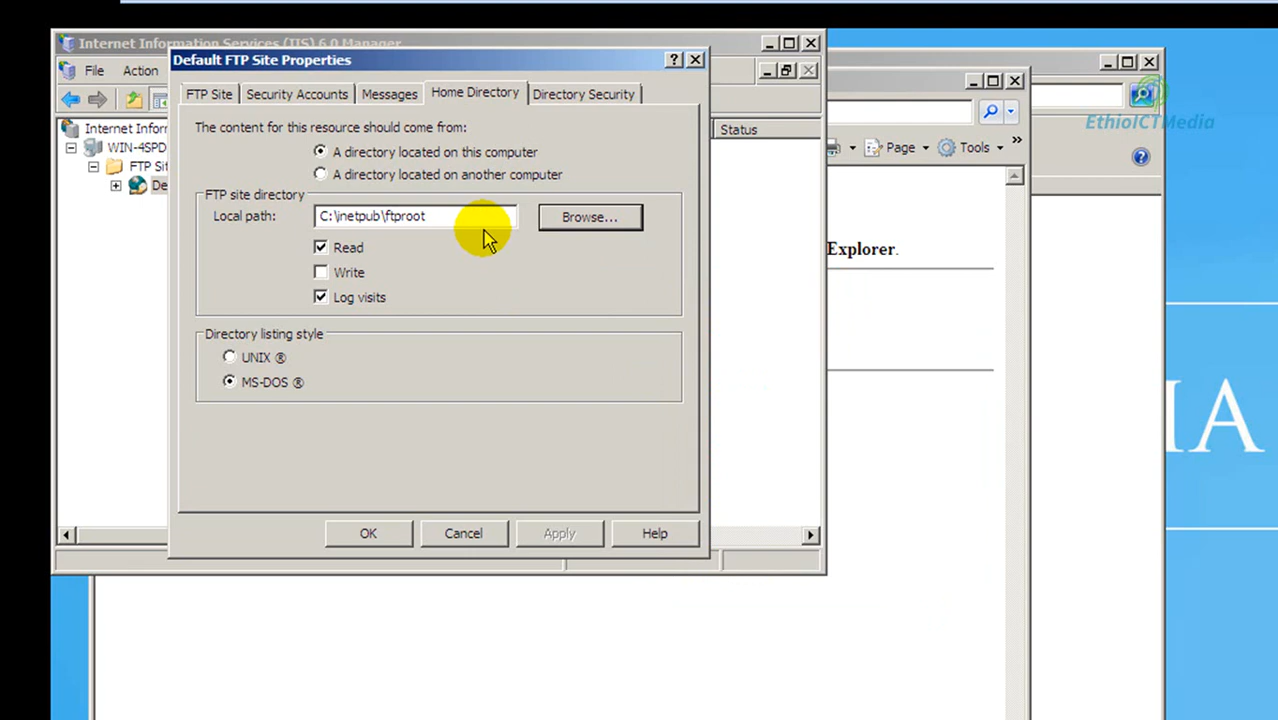 Internet Information Services (IIS) 6.0 Manager
Default FTP Site Properties
File Action
FTP Site Security Accounts Messages Home Directory Directory Security
EthioICTMedia
The content for this resource should come from:
Internet Infor
Status
WIN-4SPD
A directory located on this computer
Page Tools »
FTP Sit
A directory located on another computer
De
FTP site directory
Local path: C:\inetpub\ftproot Browse...
Read
Explorer.
Write
Log visits
Directory listing style
UNIX ®
MS-DOS ®
IA
OK Cancel Apply Help